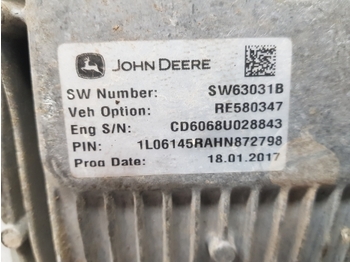 JOHN DEERE
SW Number: SW63031B
Veh Option: RE580347
Eng S/N: CD6068U028843
PIN: 1L06145RAHN872798
Prog Date: 18.01.2017